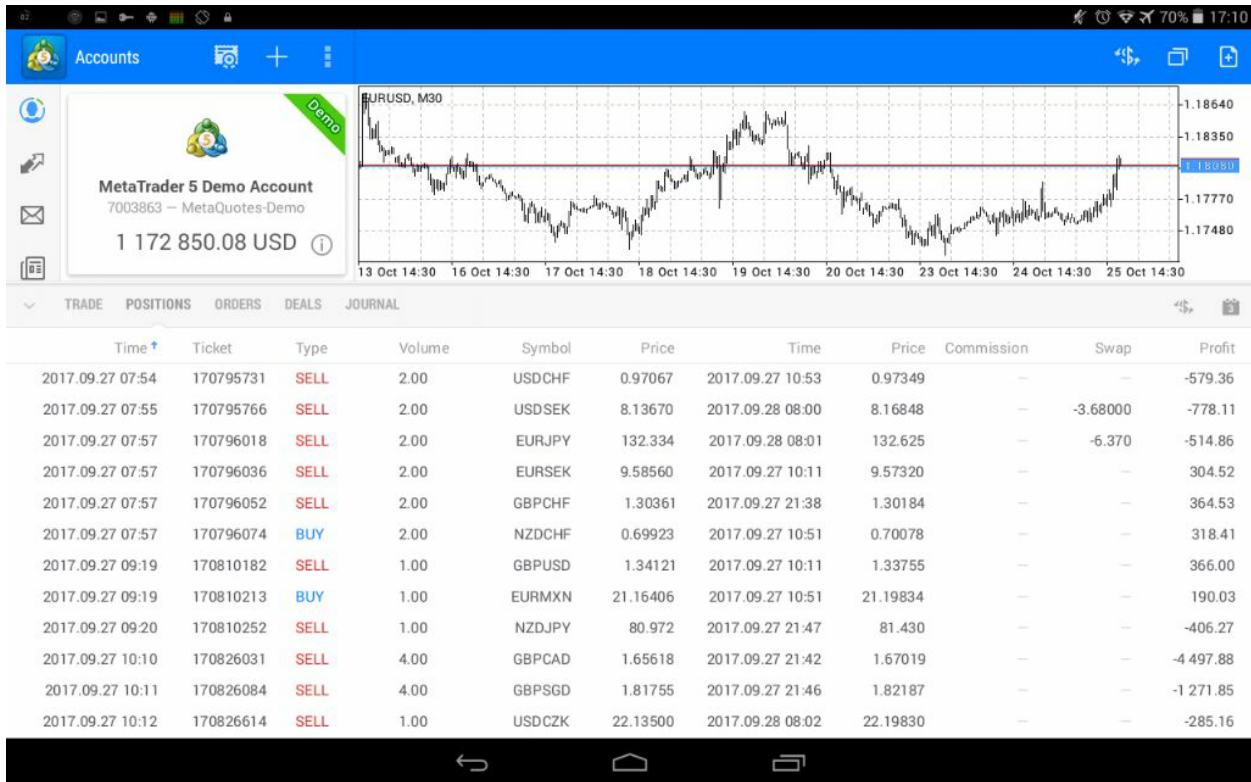 70% 17:10
Accounts
EURUSD, M30
1.18640
1.18350
1.18080
1.17770
1.17480
13 Oct 14:30 16 Oct 14:30 17 Oct 14:30 18 Oct 14:30 19 Oct 14:30 20 Oct 14:30 23 Oct 14:30 24 Oct 14:30 25 Oct 14:30
Demo
MetaTrader 5 Demo Account
7003863 — MetaQuotes-Demo
1 172 850.08 USD
TRADE POSITIONS ORDERS DEALS JOURNAL
Time Ticket Type Volume Symbol Price Time Price Commission Swap Profit
2017.09.27 07:54 170795731 SELL 2.00 USDCHF 0.97067 2017.09.27 10:53 0.97349 — — -579.36
2017.09.27 07:55 170795766 SELL 2.00 USDSEK 8.13670 2017.09.28 08:00 8.16848 — -3.68000 -778.11
2017.09.27 07:57 170796018 SELL 2.00 EURJPY 132.334 2017.09.28 08:01 132.625 — -6.370 -514.86
2017.09.27 07:57 170796036 SELL 2.00 EURSEK 9.58560 2017.09.27 10:11 9.57320 — — 304.52
2017.09.27 07:57 170796052 SELL 2.00 GBPCHF 1.30361 2017.09.27 21:38 1.30184 — — 364.53
2017.09.27 07:57 170796074 BUY 2.00 NZDCHF 0.69923 2017.09.27 10:51 0.70078 — — 318.41
2017.09.27 09:19 170810182 SELL 1.00 GBPUSD 1.34121 2017.09.27 10:11 1.33755 — — 366.00
2017.09.27 09:19 170810213 BUY 1.00 EURMXN 21.16406 2017.09.27 10:51 21.19834 — — 190.03
2017.09.27 09:20 170810252 SELL 1.00 NZDJPY 80.972 2017.09.27 21:47 81.430 — — -406.27
2017.09.27 10:10 170826031 SELL 4.00 GBPCAD 1.65618 2017.09.27 21:42 1.67019 — — -4 497.88
2017.09.27 10:11 170826084 SELL 4.00 GBPSGD 1.81755 2017.09.27 21:46 1.82187 — — -1 271.85
2017.09.27 10:12 170826614 SELL 1.00 USDCZK 22.13500 2017.09.28 08:02 22.19830 — — -285.16